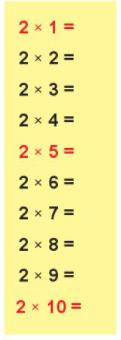 2 × 1 =
2 × 2 =
2 × 3 =
2 × 4 =
2 × 5 =
2 × 6 =
2 × 7 =
2 × 8 =
2 × 9 =
2 × 10 =